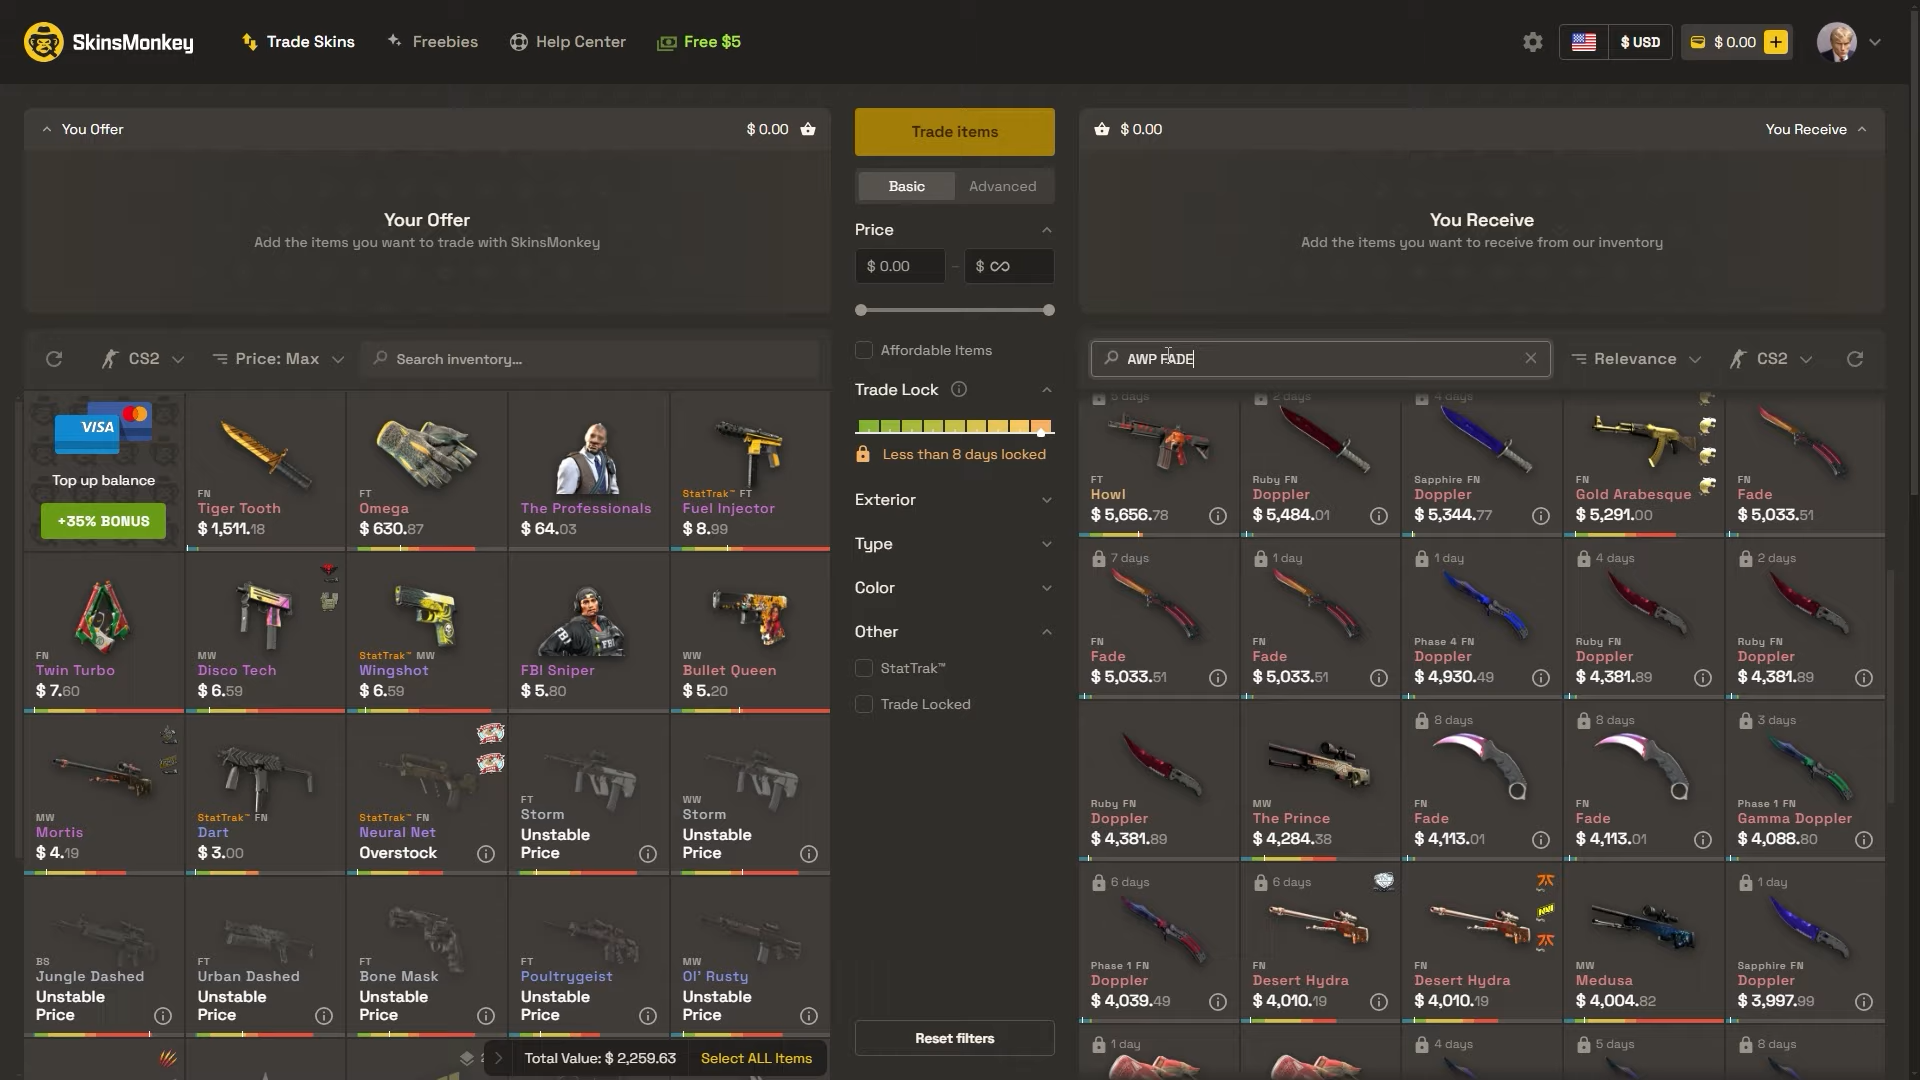 SkinsMonkey
Trade Skins
Freebies
Help Center
Free $5
$ USD
$ 0.00
You Offer
$ 0.00
Your Offer
Add the items you want to trade with SkinsMonkey
Trade items
Basic
Advanced
Price
$ 0.00
–
$ ∞
Affordable Items
Trade Lock
Less than 8 days locked
Exterior
Type
Color
Other
StatTrak™
Trade Locked
Reset filters
$ 0.00
You Receive
You Receive
Add the items you want to receive from our inventory
CS2
Price: Max
Search inventory...
VISA
Top up balance
+35% BONUS
FN
Tiger Tooth
$ 1,511.18
FT
Omega
$ 630.87
The Professionals
$ 64.03
StatTrak™ FT
Fuel Injector
$ 8.99
FN
Twin Turbo
$ 7.60
MW
Disco Tech
$ 6.59
StatTrak™ MW
Wingshot
$ 6.59
FBI
FBI Sniper
$ 5.80
WW
Bullet Queen
$ 5.20
MW
Mortis
$ 4.19
StatTrak™ FN
Dart
$ 3.00
StatTrak™ FN
Neural Net
Overstock
FT
Storm
Unstable
Price
WW
Storm
Unstable
Price
BS
Jungle Dashed
Unstable
Price
FT
Urban Dashed
Unstable
Price
FT
Bone Mask
Unstable
Price
FT
Poultrygeist
Unstable
Price
MW
Ol' Rusty
Unstable
Price
Total Value: $ 2,259.63
Select ALL Items
AWP FADE
Relevance
CS2
FT
Howl
$ 5,656.78
2 days
Ruby FN
Doppler
$ 5,484.01
4 days
Sapphire FN
Doppler
$ 5,344.77
FN
Gold Arabesque
$ 5,291.00
FN
Fade
$ 5,033.51
7 days
FN
Fade
$ 5,033.51
1 day
FN
Fade
$ 5,033.51
1 day
Phase 4 FN
Doppler
$ 4,930.49
4 days
Ruby FN
Doppler
$ 4,381.89
2 days
Ruby FN
Doppler
$ 4,381.89
Ruby FN
Doppler
$ 4,381.89
MW
The Prince
$ 4,284.38
8 days
FN
Fade
$ 4,113.01
8 days
FN
Fade
$ 4,113.01
3 days
Phase 1 FN
Gamma Doppler
$ 4,088.80
6 days
Phase 1 FN
Doppler
$ 4,039.49
6 days
FN
Desert Hydra
$ 4,010.19
FN
Desert Hydra
$ 4,010.19
MW
Medusa
$ 4,004.82
1 day
Sapphire FN
Doppler
$ 3,997.99
1 day
4 days
5 days
8 days